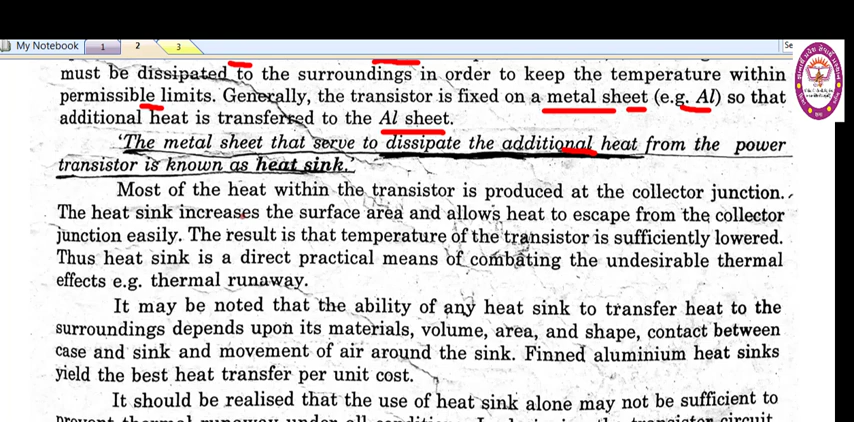 My Notebook 1 2 3 Se
must be dissipated to the surroundings in order to keep the temperature within
permissible limits. Generally, the transistor is fixed on a metal sheet (e.g. Al) so that
additional heat is transferred to the Al sheet.
'The metal sheet that serve to dissipate the additional heat from the power
transistor is known as heat sink.'
Most of the heat within the transistor is produced at the collector junction.
The heat sink increases the surface area and allows heat to escape from the collector
junction easily. The result is that temperature of the transistor is sufficiently lowered.
Thus heat sink is a direct practical means of combating the undesirable thermal
effects e.g. thermal runaway.
It may be noted that the ability of any heat sink to transfer heat to the
surroundings depends upon its materials, volume, area, and shape, contact between
case and sink and movement of air around the sink. Finned aluminium heat sinks
yield the best heat transfer per unit cost.
It should be realised that the use of heat sink alone may not be sufficient to